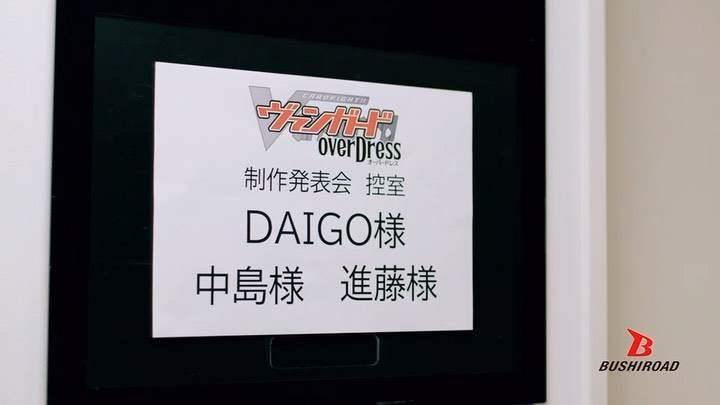 CARDFIGHT!!
ヴァンガード
overDress
オーバードレス
制作発表会 控室
DAIGO様
中島様 進藤様
BUSHIROAD